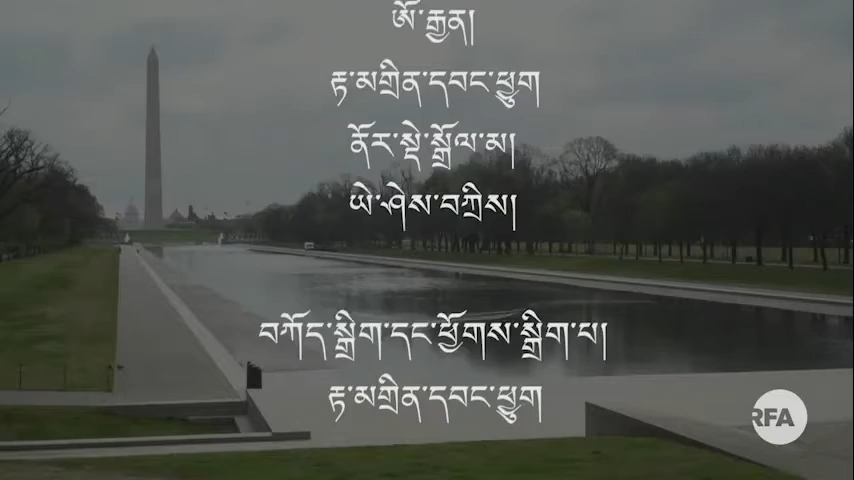 ཨོ་རྒྱན།
རྟ་མགྲིན་དབང་ཕྱུག
ནོར་སྡེ་སྒྲོལ་མ།
ཡེ་ཤེས་བཀྲིས།
བཀོད་སྒྲིག་དང་ཕྱོགས་སྒྲིག་པ།
རྟ་མགྲིན་དབང་ཕྱུག
RFA